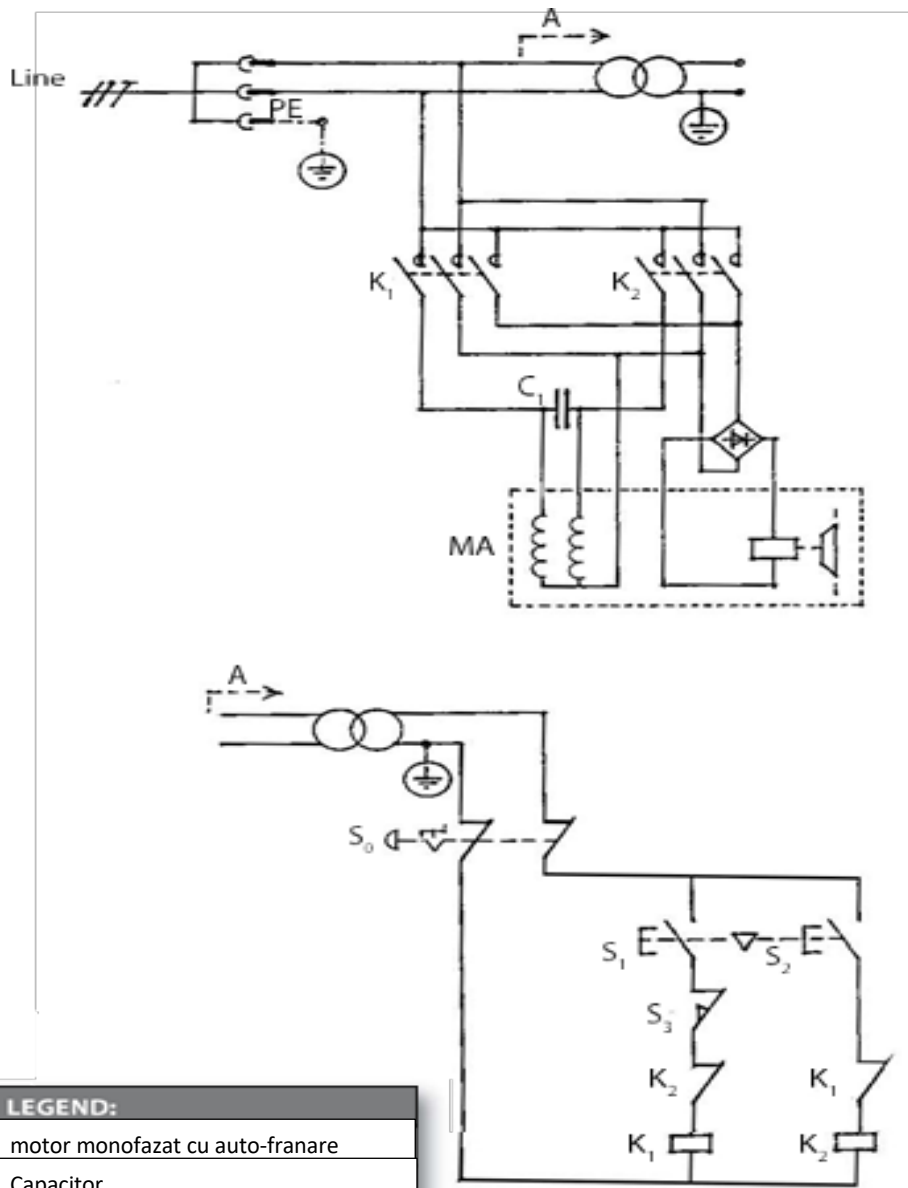 A
Line
PE
K₁
K₂
C₁
MA
A
S₀
S₁
S₂
S₃
K₂
K₁
K₁
K₂
LEGEND:
motor monofazat cu auto-franare
Capacitor